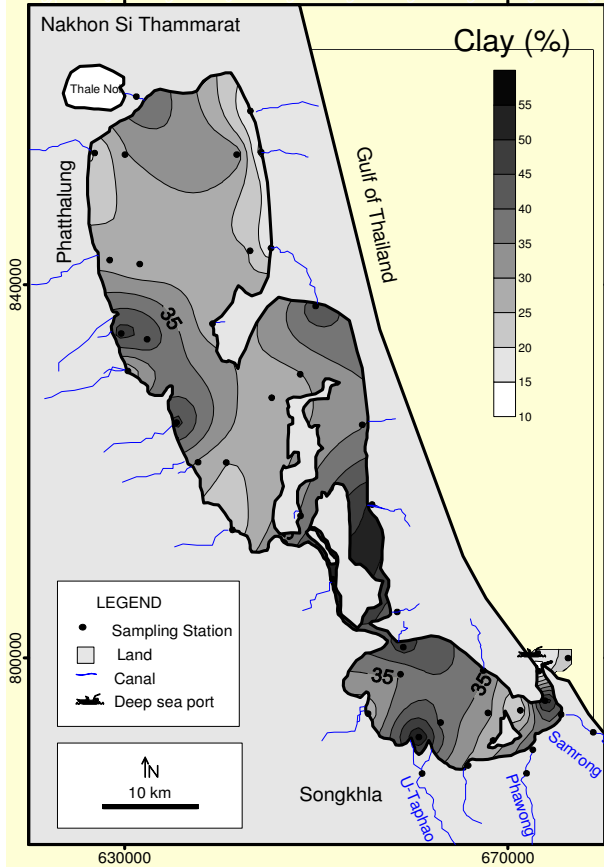 Nakhon Si Thammarat
Clay (%)
Thale No
55
50
45
40
35
30
25
20
15
10
Phatthalung
Gulf of Thailand
840000
35
LEGEND
Sampling Station
Land
Canal
Deep sea port
800000
35
35
N
10 km
Songkhla
U-Taphao
Phawong
Samrong
630000
670000